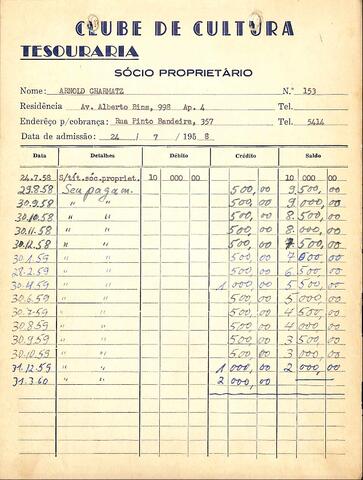 CLUBE DE CULTURA
TESOURARIA
SÓCIO PROPRIETÁRIO
Nome: ARNOLD CHARMATZ N.º 153
Residência Av. Alberto Bins, 998 Ap. 4 Tel.
Enderêço p/cobrança: Rua Pinto Bandeira, 357 Tel. 5414
Data de admissão: 24 / 7 / 1958
Data Detalhes Débito Crédito Saldo
24.7.58 S/tít.sóc.propriet. 10 000 00 10 000 00
29.8.58 Seu pagam. 500,00 9 500,00
30.9.58 " " 500,00 9 000,00
30.10.58 " " 500,00 8 500,00
30.11.58 " " 500,00 8 000,00
30.12.58 " " 500,00 7 500,00
30.1.59 " " 500,00 7 000,00
28.2.59 " " 500,00 6 500,00
30.4.59 " " 1 000,00 5 500,00
30.6.59 " " 500,00 5 000,00
30.7.59 " " 500,00 4 500,00
30.8.59 " " 500,00 4 000,00
30.9.59 " " 500,00 3 500,00
30.10.59 " " 500,00 3 000,00
31.12.59 " " 1 000,00 2 000,00
31.3.60 " " 2 000,00